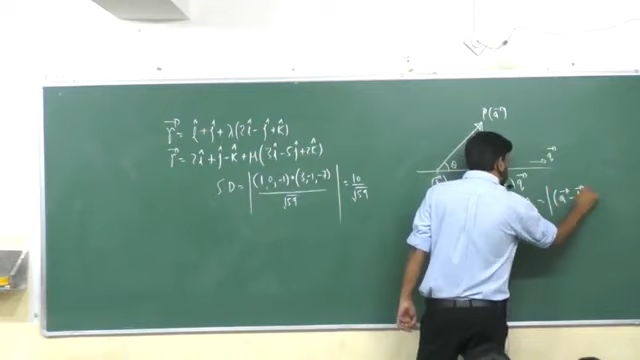 r⃗ = î + ĵ + λ(2î - ĵ + k̂)
r⃗ = 2î + ĵ - k̂ + μ(3î - 5ĵ + 2k̂)
SD = |(1, 0, -1)•(3, -1, -7) / √59| = 10/√59
P(a⃗)
θ
q⃗
q⃗
= |(a⃗ - r⃗